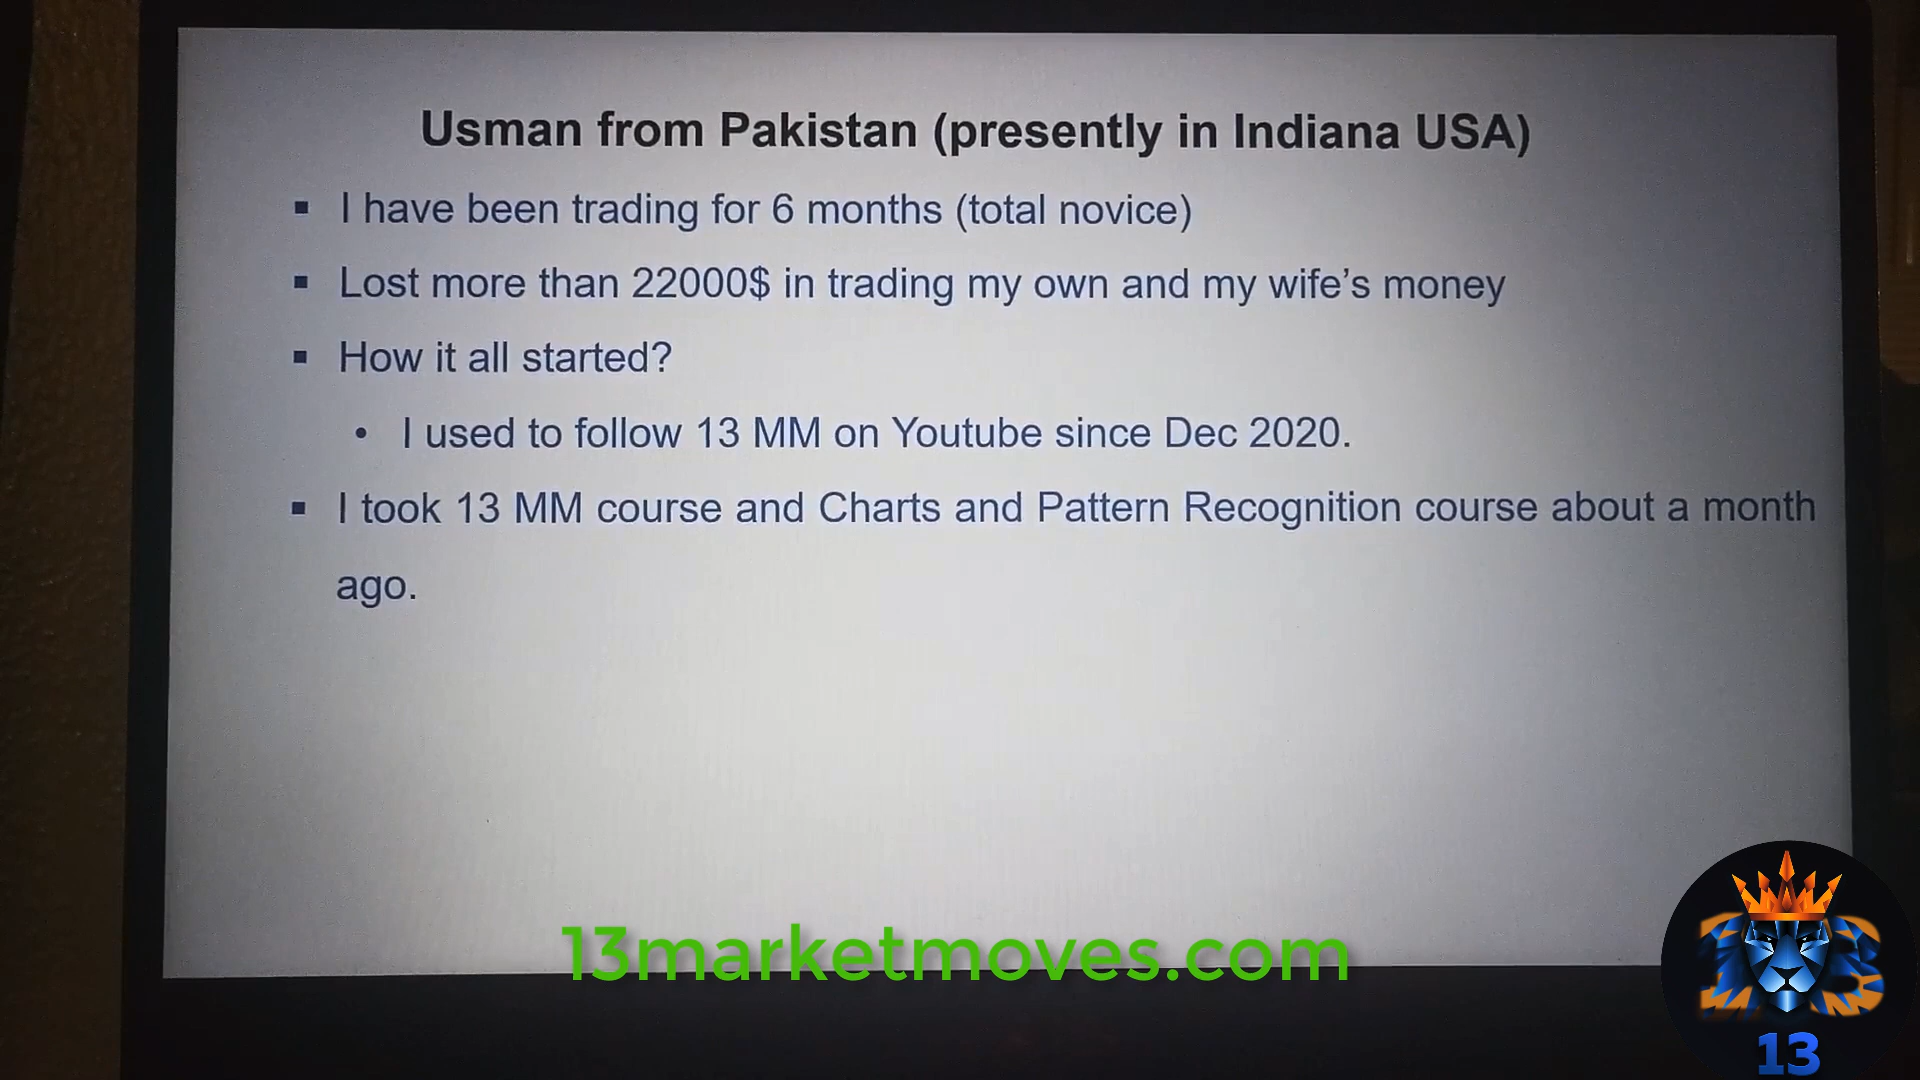 Usman from Pakistan (presently in Indiana USA)
▪ I have been trading for 6 months (total novice)
▪ Lost more than 22000$ in trading my own and my wife’s money
▪ How it all started?
• I used to follow 13 MM on Youtube since Dec 2020.
▪ I took 13 MM course and Charts and Pattern Recognition course about a month
ago.
13marketmoves.com
13
13